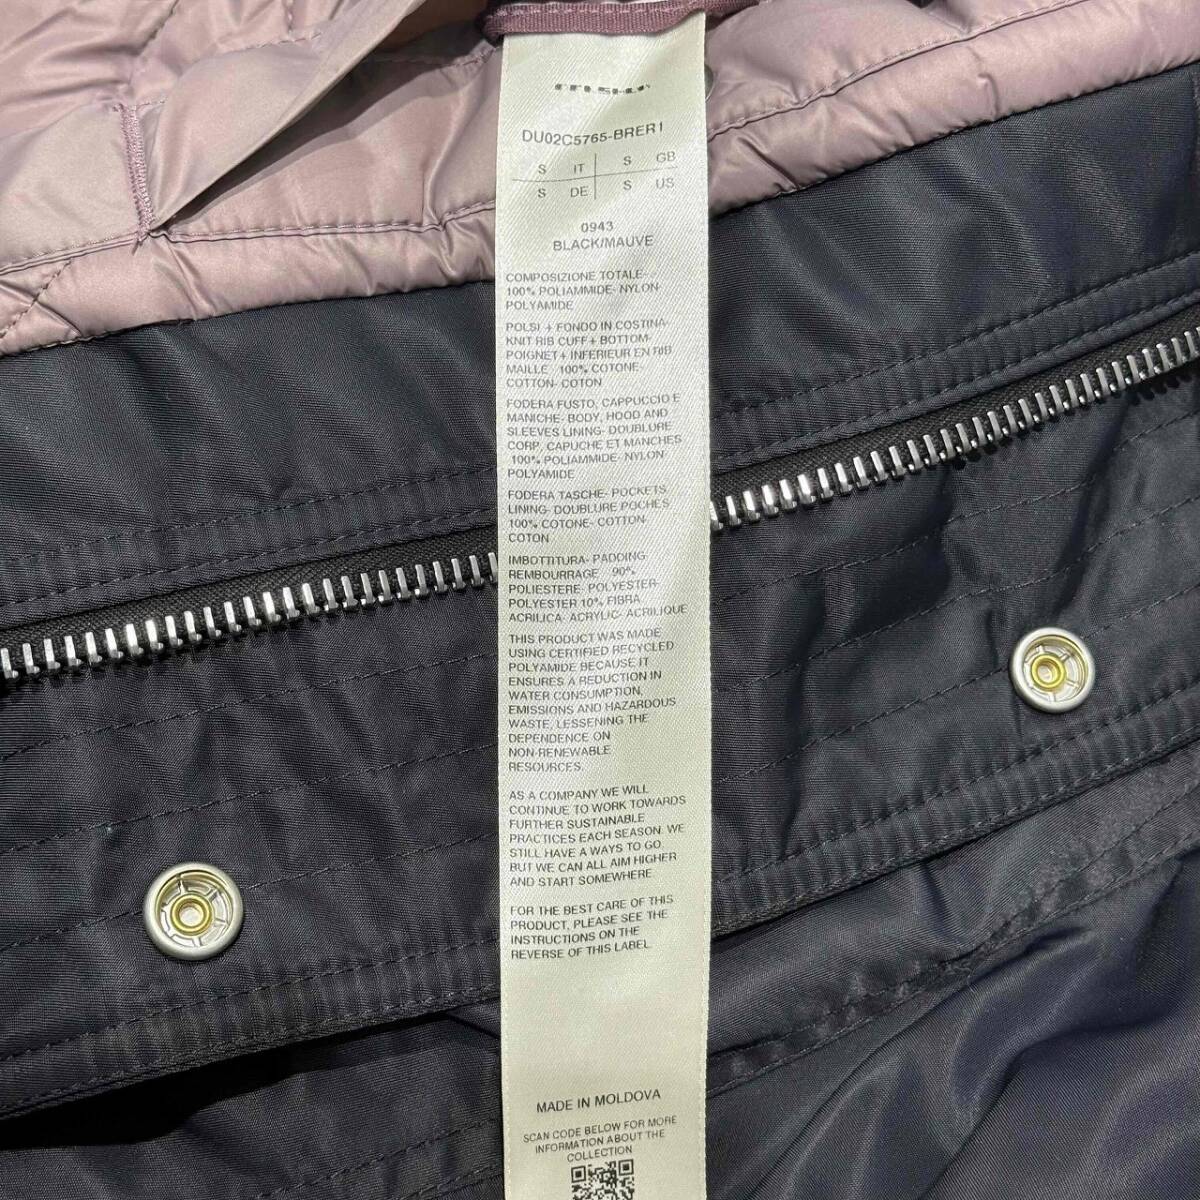 DU02C5765-BRER1
S IT S GB
S DE S US
0943
BLACK/MAUVE
COMPOSIZIONE TOTALE-
100% POLIAMMIDE- NYLON-
POLYAMIDE
POLSI + FONDO IN COSTINA-
KNIT RIB CUFF + BOTTOM-
POIGNET + INFERIEUR EN RIB
MAILLE 100% COTONE-
COTTON- COTON
FODERA FUSTO, CAPPUCCIO E
MANICHE- BODY, HOOD AND
SLEEVES LINING- DOUBLURE
CORP, CAPUCHE ET MANCHES
100% POLIAMMIDE- NYLON-
POLYAMIDE
FODERA TASCHE- POCKETS
LINING- DOUBLURE POCHES
100% COTONE- COTTON-
COTON
IMBOTTITURA- PADDING-
REMBOURRAGE 90%
POLIESTERE- POLYESTER-
POLYESTER 10% FIBRA
ACRILICA- ACRYLIC- ACRILIQUE
THIS PRODUCT WAS MADE
USING CERTIFIED RECYCLED
POLYAMIDE BECAUSE IT
ENSURES A REDUCTION IN
WATER CONSUMPTION,
EMISSIONS AND HAZARDOUS
WASTE, LESSENING THE
DEPENDENCE ON
NON-RENEWABLE
RESOURCES.
AS A COMPANY WE WILL
CONTINUE TO WORK TOWARDS
FURTHER SUSTAINABLE
PRACTICES EACH SEASON. WE
STILL HAVE A WAYS TO GO,
BUT WE CAN ALL AIM HIGHER
AND START SOMEWHERE.
FOR THE BEST CARE OF THIS
PRODUCT, PLEASE SEE THE
INSTRUCTIONS ON THE
REVERSE OF THIS LABEL.
MADE IN MOLDOVA
SCAN CODE BELOW FOR MORE
INFORMATION ABOUT THE
COLLECTION